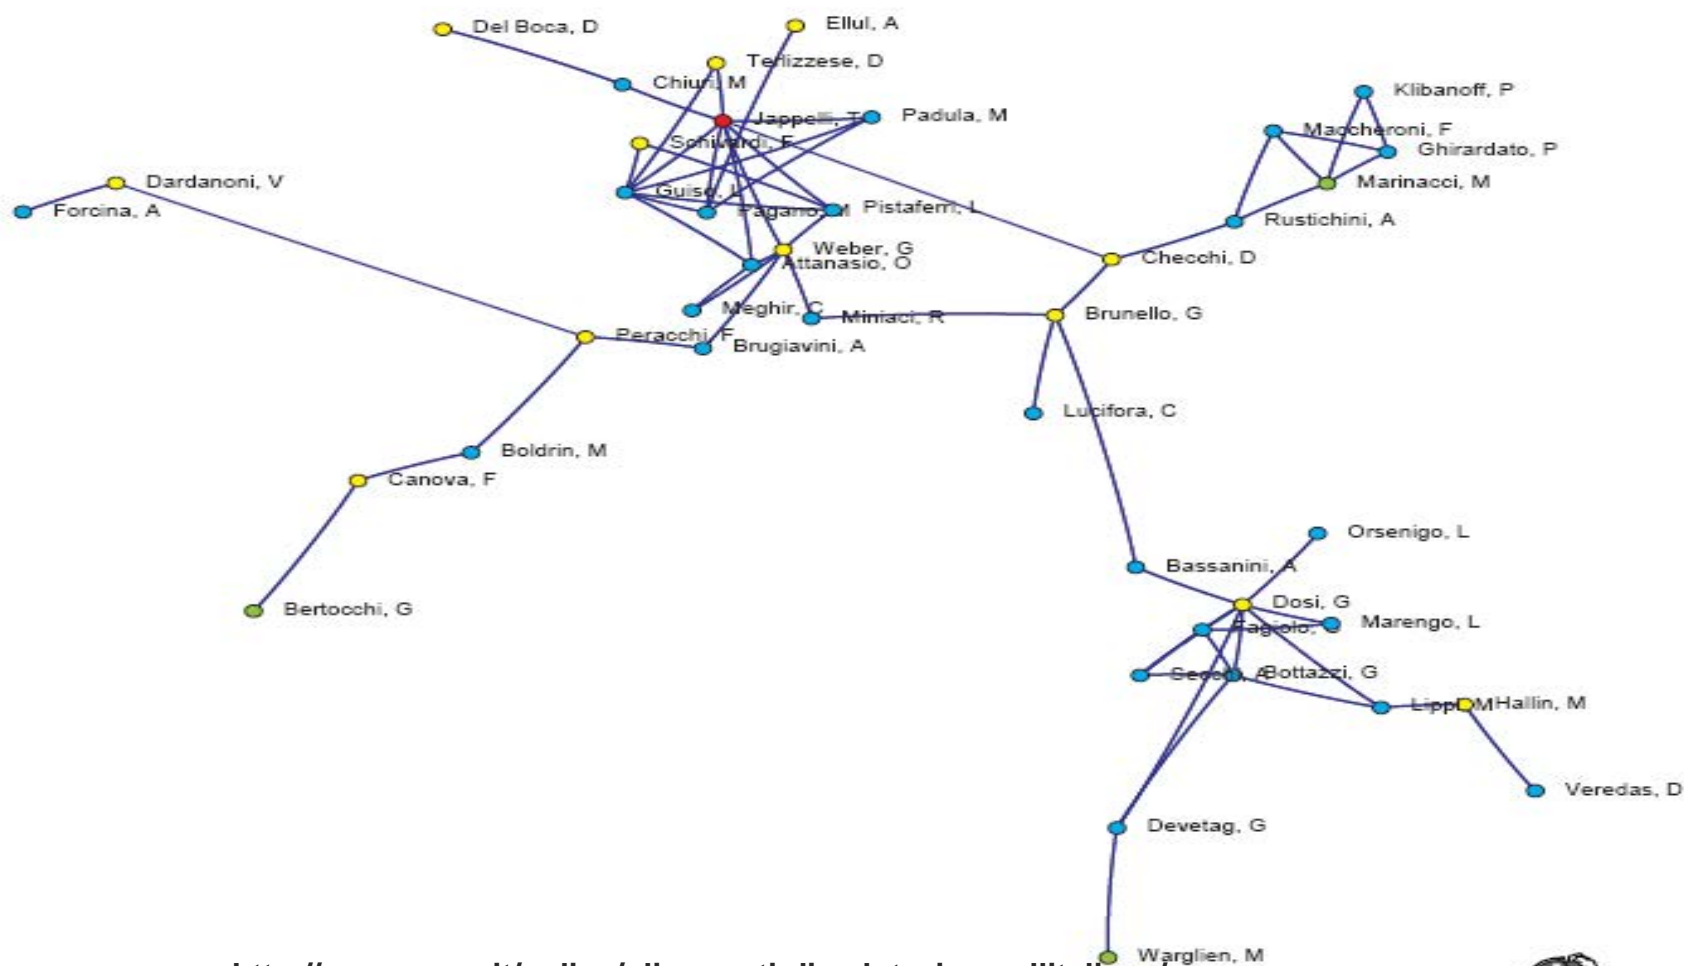 Del Boca, D
Ellul, A
Terlizzese, D
Chiuri, M
Klibanoff, P
Jappelli, T
Padula, M
Maccheroni, F
Schivardi, F
Ghirardato, P
Dardanoni, V
Marinacci, M
Guiso, L
Forcina, A
Pagano, M
Pistaferri, L
Rustichini, A
Weber, G
Attanasio, O
Checchi, D
Meghir, C
Miniaci, R
Brunello, G
Peracchi, F
Brugiavini, A
Lucifora, C
Boldrin, M
Canova, F
Orsenigo, L
Bassanini, A
Dosi, G
Bertocchi, G
Marengo, L
Fagiolo, G
Secchi, A
Bottazzi, G
Lippi, M
Hallin, M
Veredas, D
Devetag, G
Warglien, M